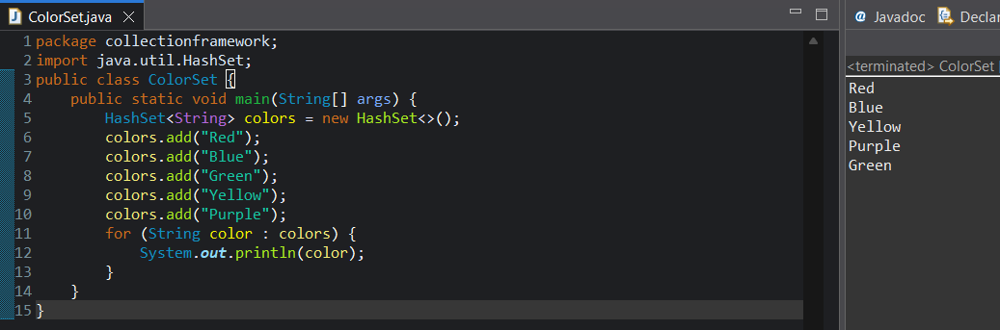 ColorSet.java
1 package collectionframework;
2 import java.util.HashSet;
3 public class ColorSet {
4     public static void main(String[] args) {
5         HashSet<String> colors = new HashSet<>();
6         colors.add("Red");
7         colors.add("Blue");
8         colors.add("Green");
9         colors.add("Yellow");
10         colors.add("Purple");
11         for (String color : colors) {
12             System.out.println(color);
13         }
14     }
15 }
@ Javadoc Declar
<terminated> ColorSet
Red
Blue
Yellow
Purple
Green